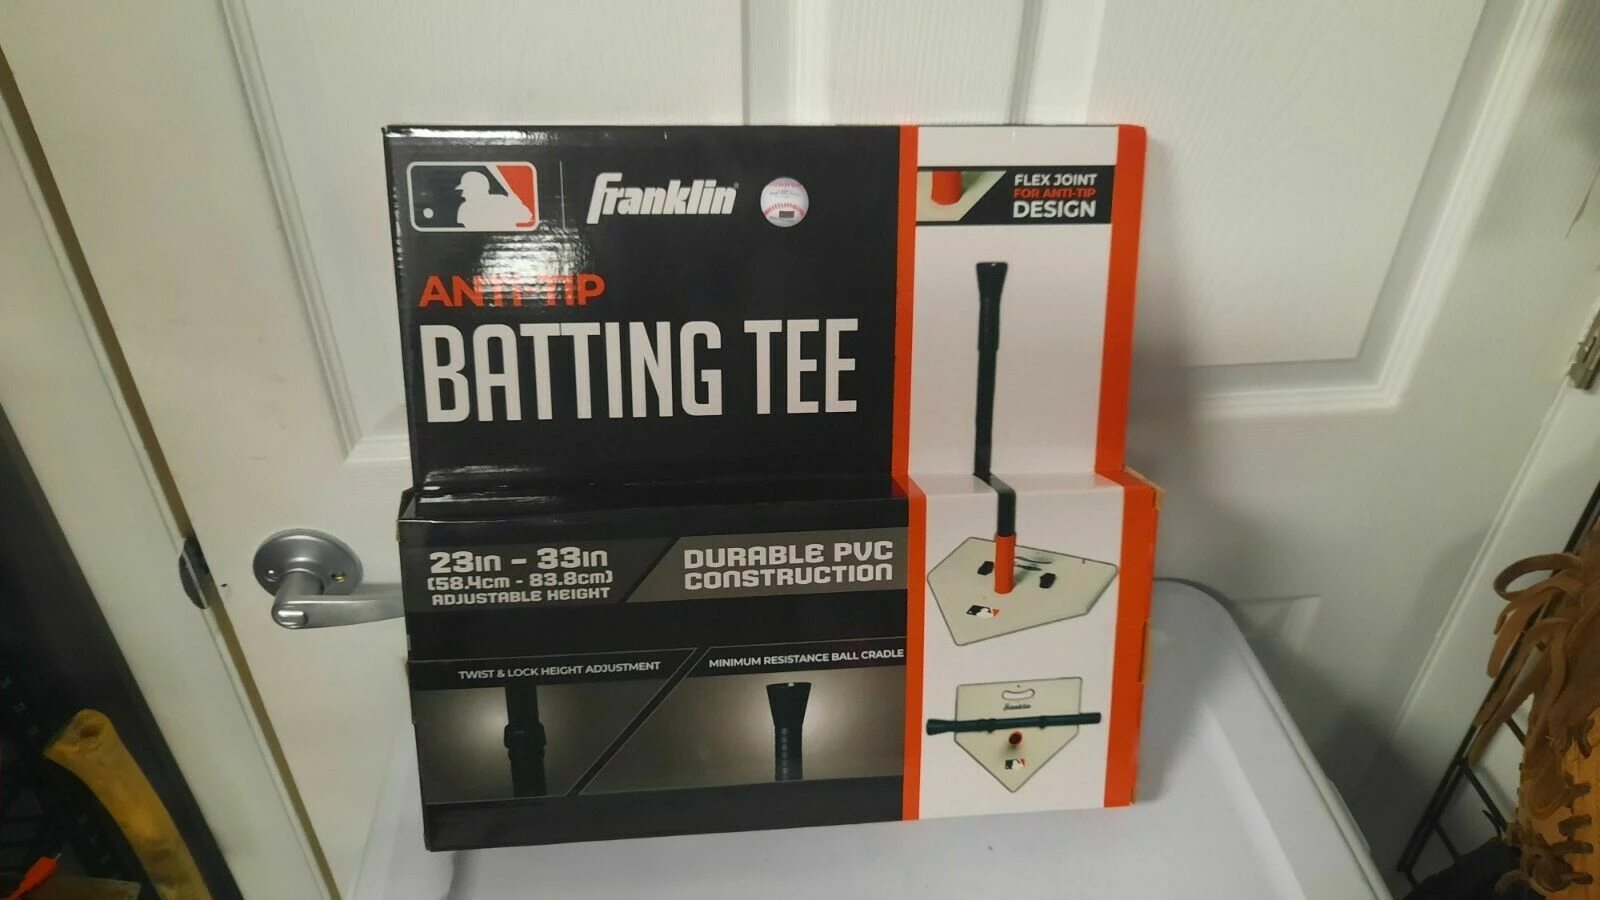 Franklin
ANTI-TIP
BATTING TEE
23in - 33in
(58.4cm - 83.8cm)
ADJUSTABLE HEIGHT
DURABLE PVC
CONSTRUCTION
TWIST & LOCK HEIGHT ADJUSTMENT
MINIMUM RESISTANCE BALL CRADLE
FLEX JOINT
FOR ANTI-TIP
DESIGN
Franklin